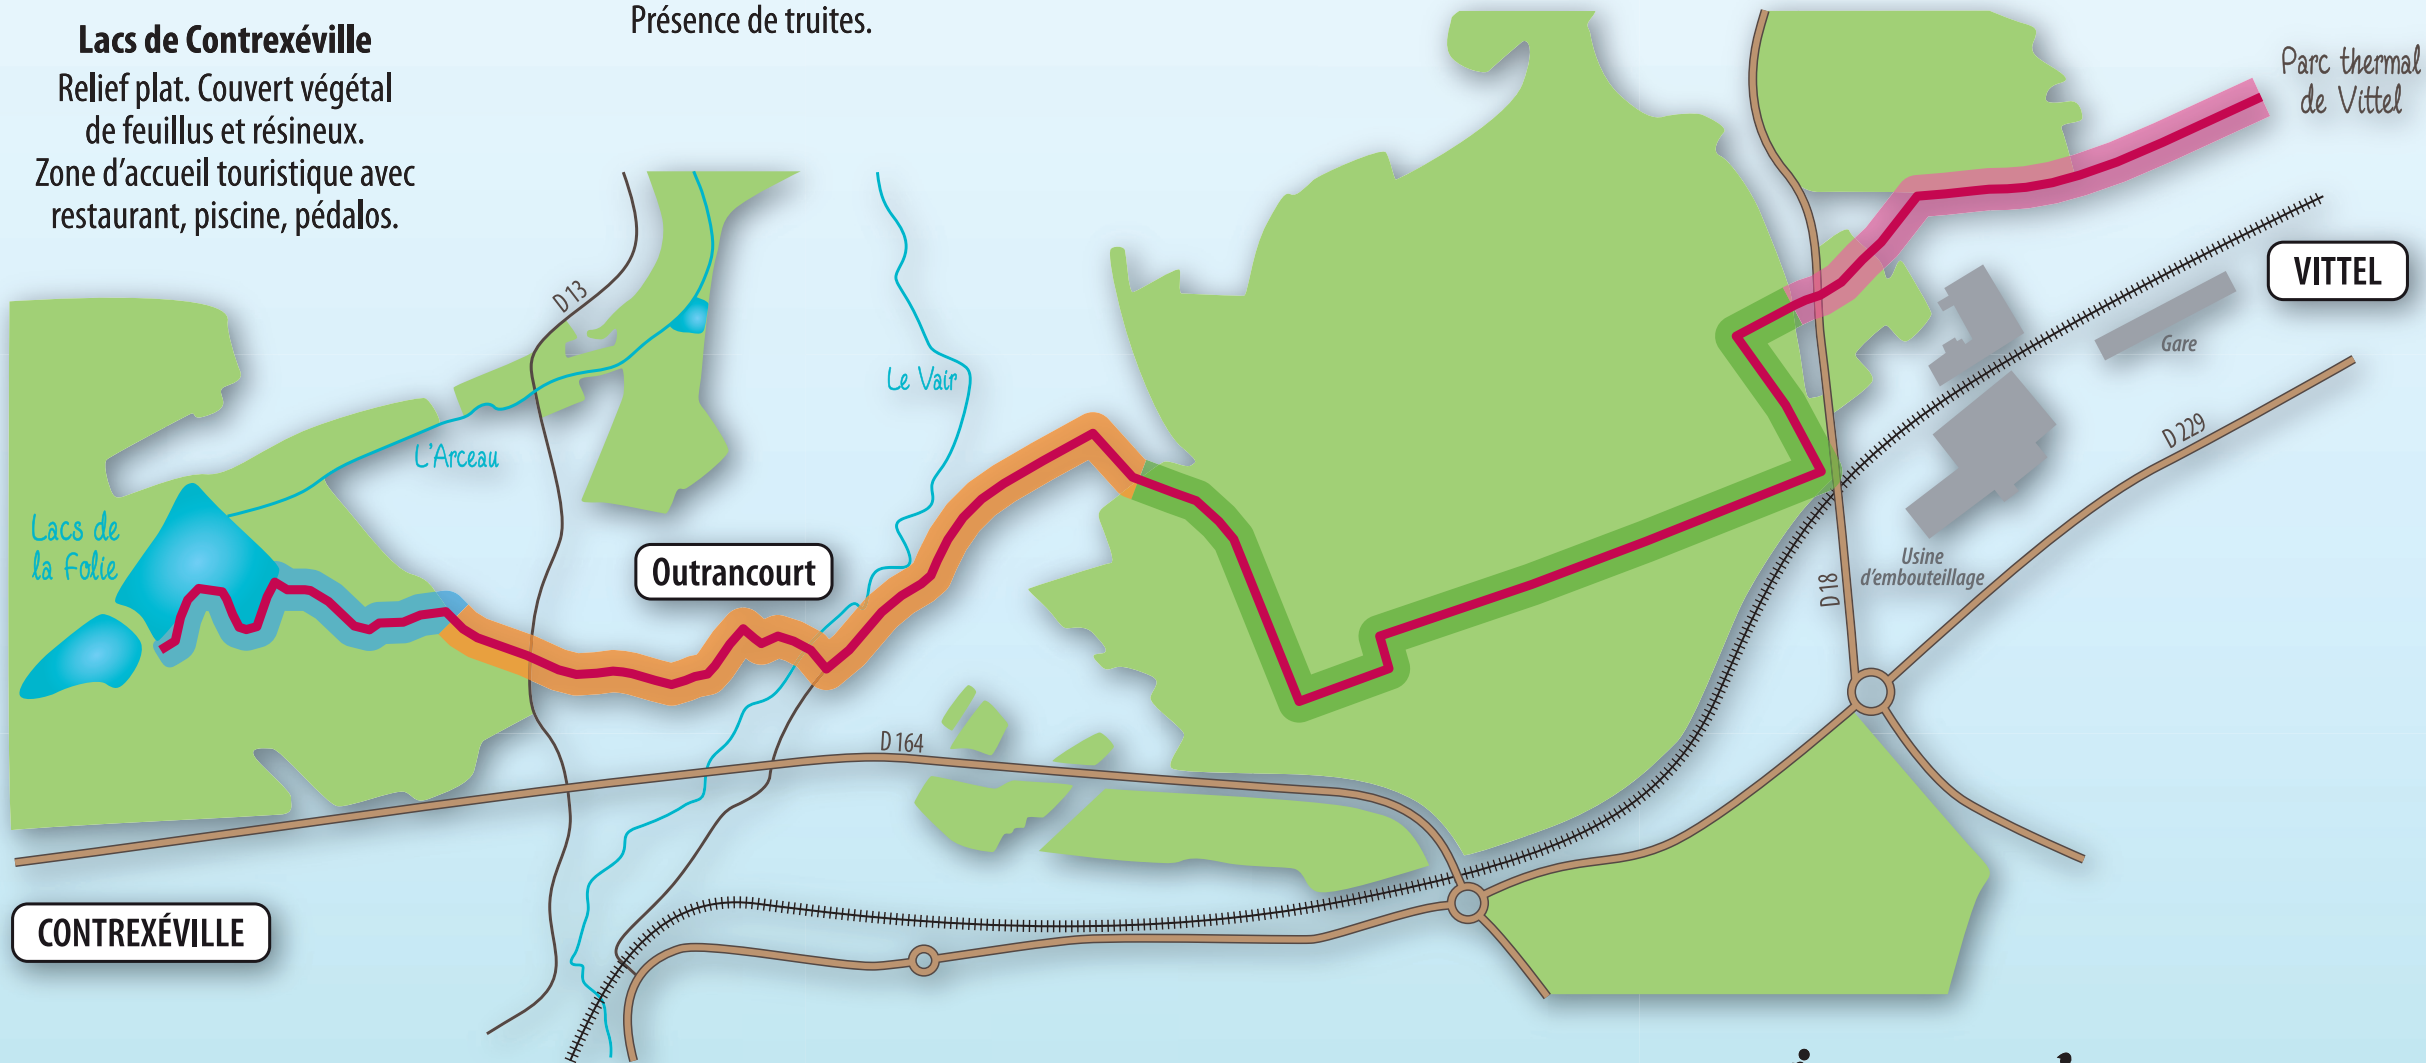 Présence de truites.
Lacs de Contrexéville
Relief plat. Couvert végétal
de feuillus et résineux.
Zone d'accueil touristique avec
restaurant, piscine, pédalos.
Parc thermal
de Vittel
VITTEL
Gare
D 13
Le Vair
L'Arceau
D 229
Lacs de
la Folie
Outrancourt
Usine
d'embouteillage
D 18
D 164
CONTREXÉVILLE